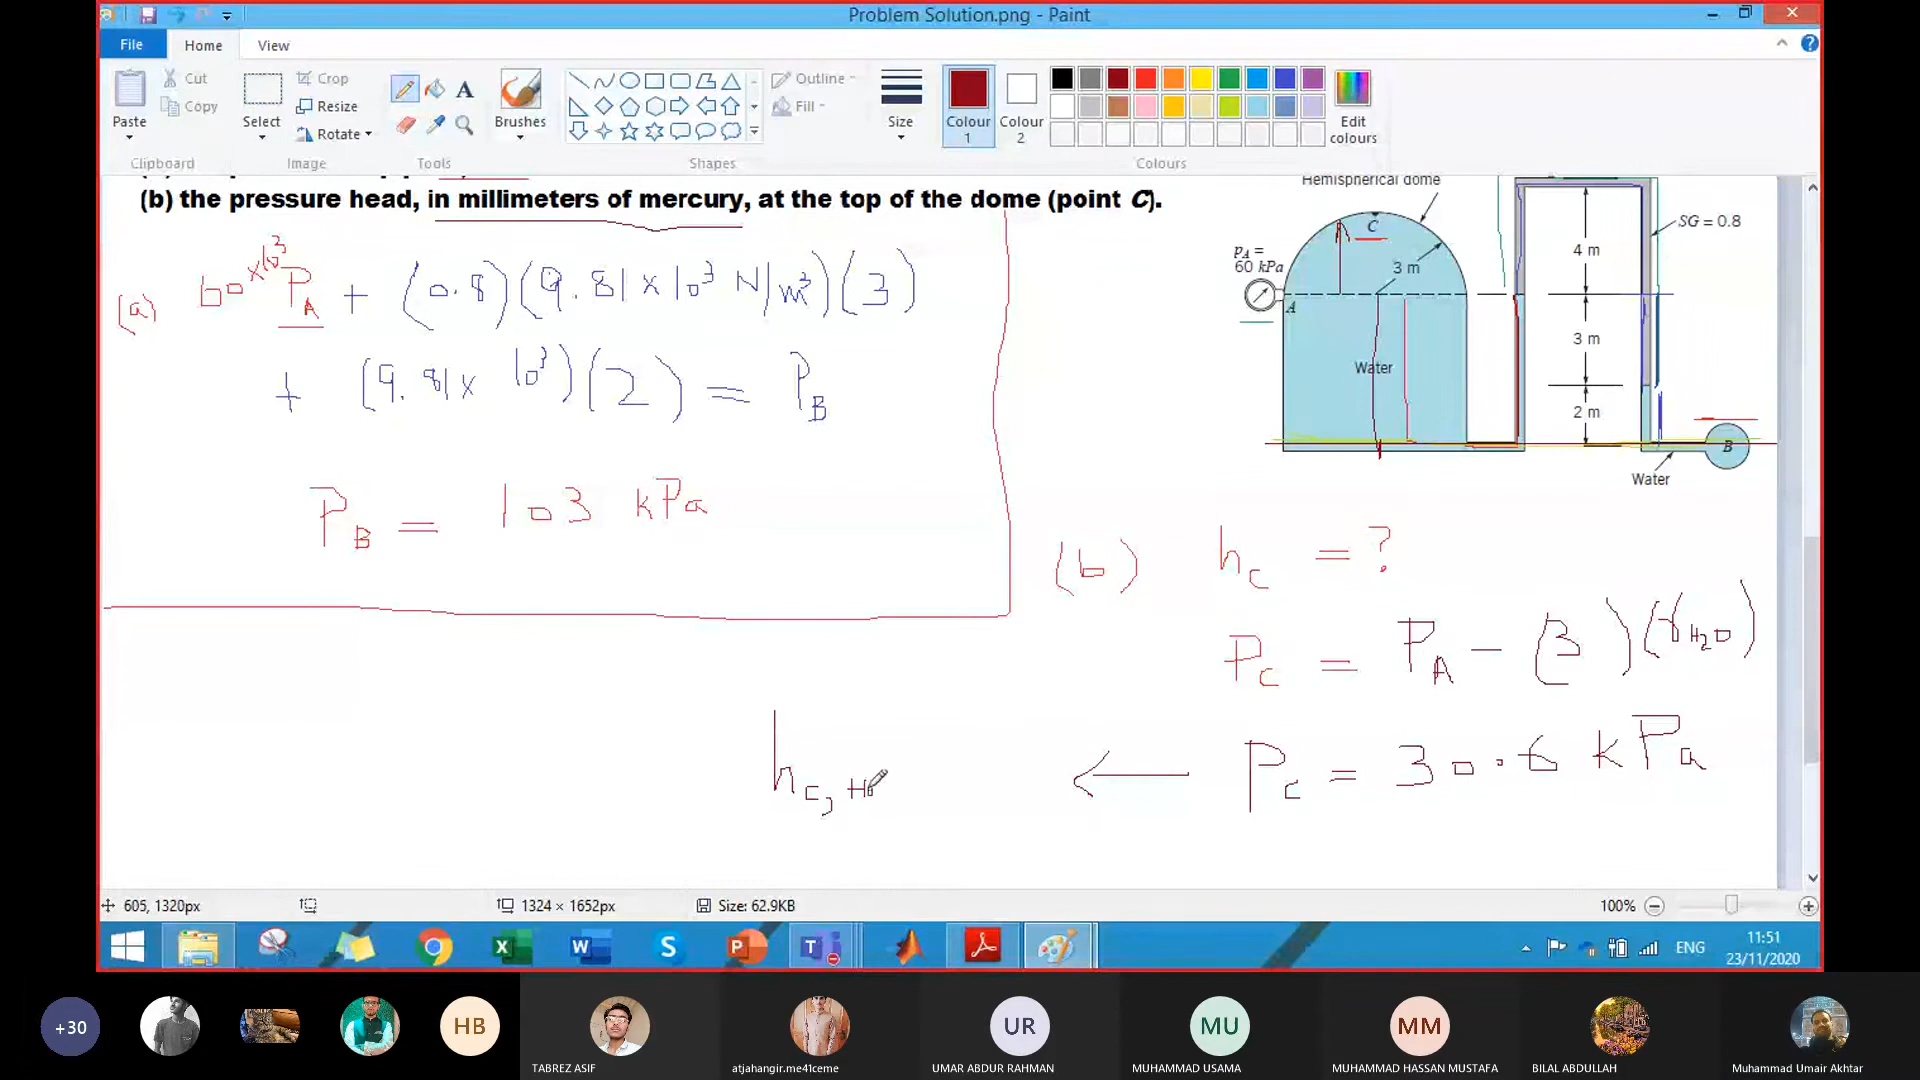 Problem Solution.png - Paint
File Home View
Cut
Copy
Paste
Clipboard
Select
Crop
Resize
Rotate
Image
A
Tools
Brushes
Shapes
Outline
Fill
Size
Colour 1
Colour 2
Edit colours
Colours
(b) the pressure head, in millimeters of mercury, at the top of the dome (point C).
(a) 60 x10³ P_A + (0.8)(9.81 x 10³ N/m³)(3)
+ (9.81 x 10³)(2) = P_B
P_B = 103 kPa
Hemispherical dome
C
pA =
60 kPa
3 m
A
Water
4 m
3 m
2 m
SG = 0.8
B
Water
(b) h_C = ?
P_C = P_A - (3)(γ_H₂O)
h_C, H ← P_C = 30.6 kPa
605, 1320px
1324 × 1652px
Size: 62.9KB
100%
ENG
11:51
23/11/2020
+30
HB
TABREZ ASIF
atjahangir.me41ceme
UR
UMAR ABDUR RAHMAN
MU
MUHAMMAD USAMA
MM
MUHAMMAD HASSAN MUSTAFA
BILAL ABDULLAH
Muhammad Umair Akhtar